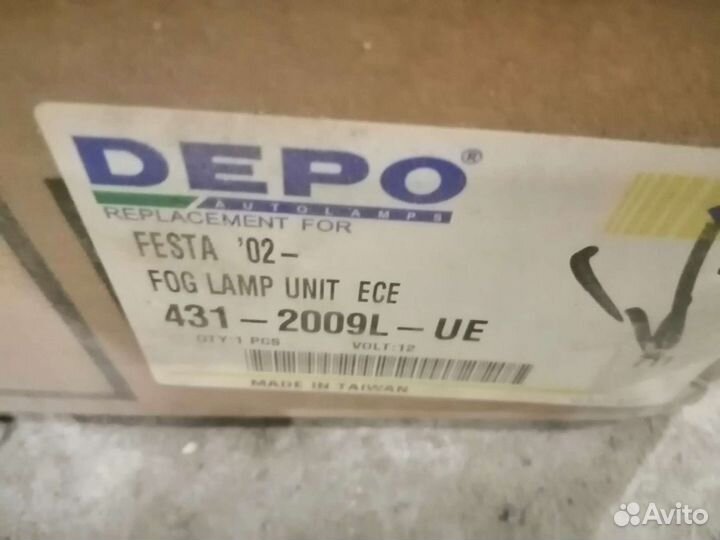 DEPO®
AUTOLAMPS
REPLACEMENT FOR
FESTA '02-
FOG LAMP UNIT ECE
431-2009L-UE
QTY:1 PCS VOLT:12
MADE IN TAIWAN
Avito